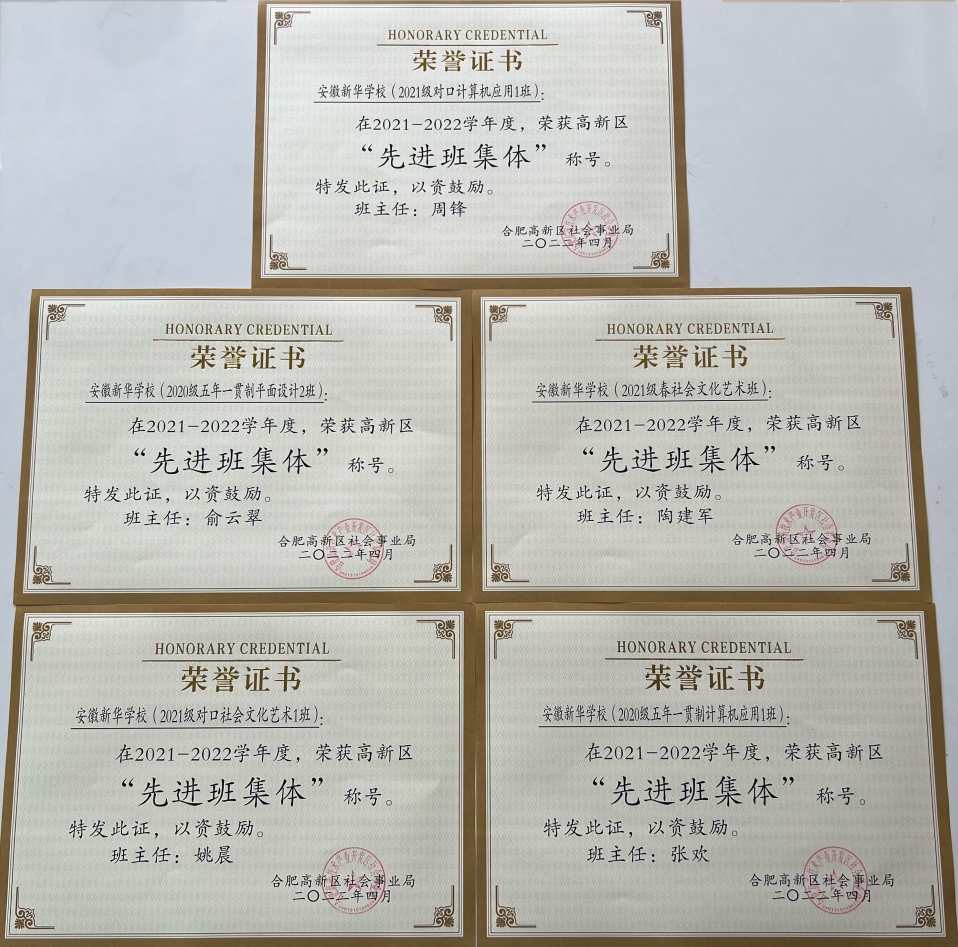 HONORARY CREDENTIAL
荣誉证书
安徽新华学校（2021级对口计算机应用1班）:
在2021-2022学年度，荣获高新区
“先进班集体”称号。
特发此证，以资鼓励。
班主任：周锋
合肥高新区社会事业局
二〇二二年四月
HONORARY CREDENTIAL
荣誉证书
安徽新华学校（2020级五年一贯制平面设计2班）:
在2021-2022学年度，荣获高新区
“先进班集体”称号。
特发此证，以资鼓励。
班主任：俞云翠
合肥高新区社会事业局
二〇二二年四月
HONORARY CREDENTIAL
荣誉证书
安徽新华学校（2021级春社会文化艺术班）:
在2021-2022学年度，荣获高新区
“先进班集体”称号。
特发此证，以资鼓励。
班主任：陶建军
合肥高新区社会事业局
二〇二二年四月
HONORARY CREDENTIAL
荣誉证书
安徽新华学校（2021级对口社会文化艺术1班）:
在2021-2022学年度，荣获高新区
“先进班集体”称号。
特发此证，以资鼓励。
班主任：姚晨
合肥高新区社会事业局
二〇二二年四月
HONORARY CREDENTIAL
荣誉证书
安徽新华学校（2020级五年一贯制计算机应用1班）:
在2021-2022学年度，荣获高新区
“先进班集体”称号。
特发此证，以资鼓励。
班主任：张欢
合肥高新区社会事业局
二〇二二年四月